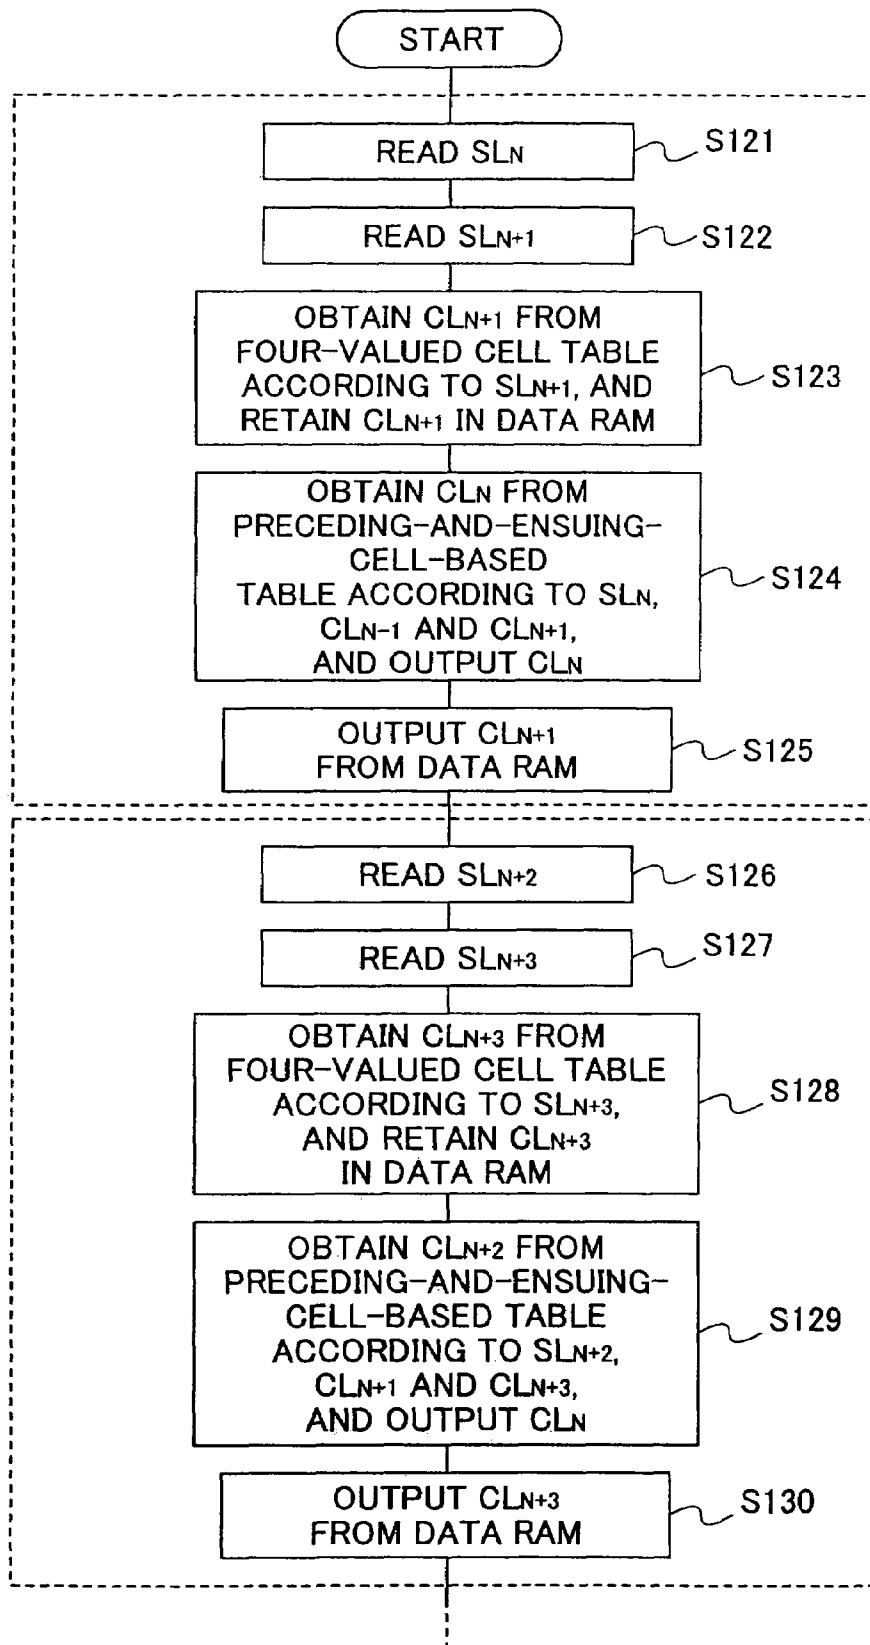 START
READ SLN
S121
READ SLN+1
S122
OBTAIN CLN+1 FROM
FOUR-VALUED CELL TABLE
ACCORDING TO SLN+1, AND
RETAIN CLN+1 IN DATA RAM
S123
OBTAIN CLN FROM
PRECEDING-AND-ENSUING-
CELL-BASED
TABLE ACCORDING TO SLN,
CLN-1 AND CLN+1,
AND OUTPUT CLN
S124
OUTPUT CLN+1
FROM DATA RAM
S125
READ SLN+2
S126
READ SLN+3
S127
OBTAIN CLN+3 FROM
FOUR-VALUED CELL TABLE
ACCORDING TO SLN+3,
AND RETAIN CLN+3
IN DATA RAM
S128
OBTAIN CLN+2 FROM
PRECEDING-AND-ENSUING-
CELL-BASED TABLE
ACCORDING TO SLN+2,
CLN+1 AND CLN+3,
AND OUTPUT CLN
S129
OUTPUT CLN+3
FROM DATA RAM
S130